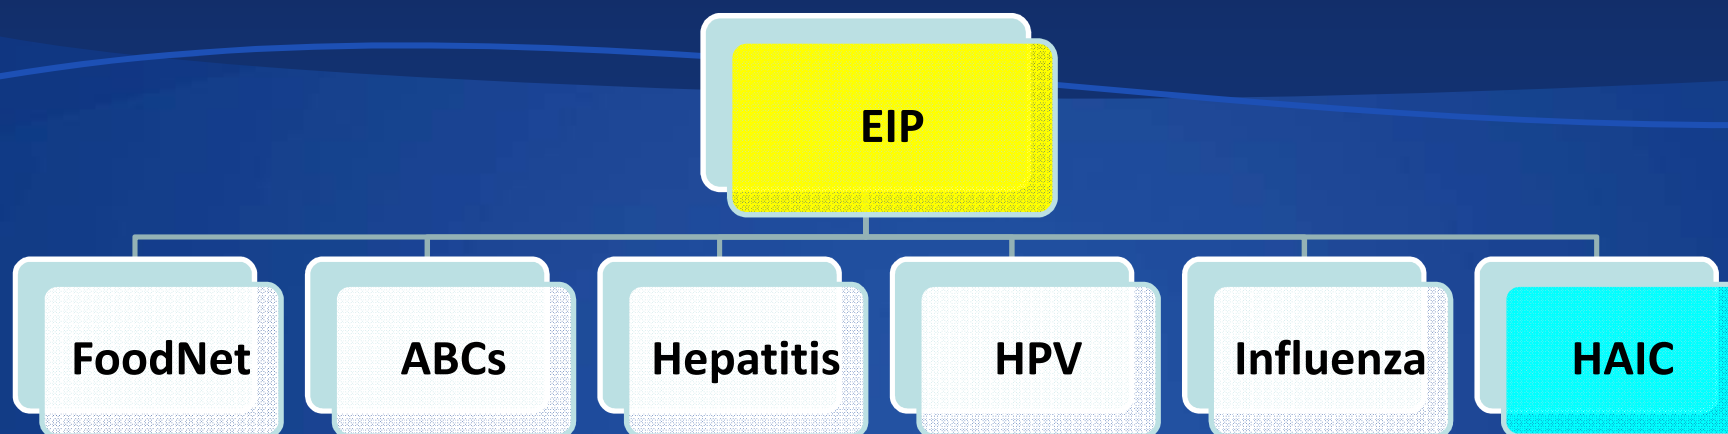 EIP
FoodNet
ABCs
Hepatitis
HPV
Influenza
HAIC